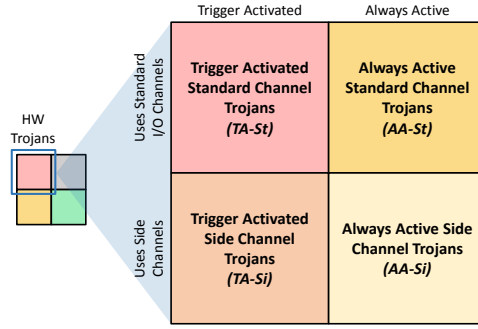 Trigger Activated
Always Active
Uses Standard
I/O Channels
Trigger Activated
Standard Channel
Trojans
(TA-St)
Always Active
Standard Channel
Trojans
(AA-St)
HW
Trojans
Uses Side
Channels
Trigger Activated
Side Channel
Trojans
(TA-Si)
Always Active Side
Channel Trojans
(AA-Si)